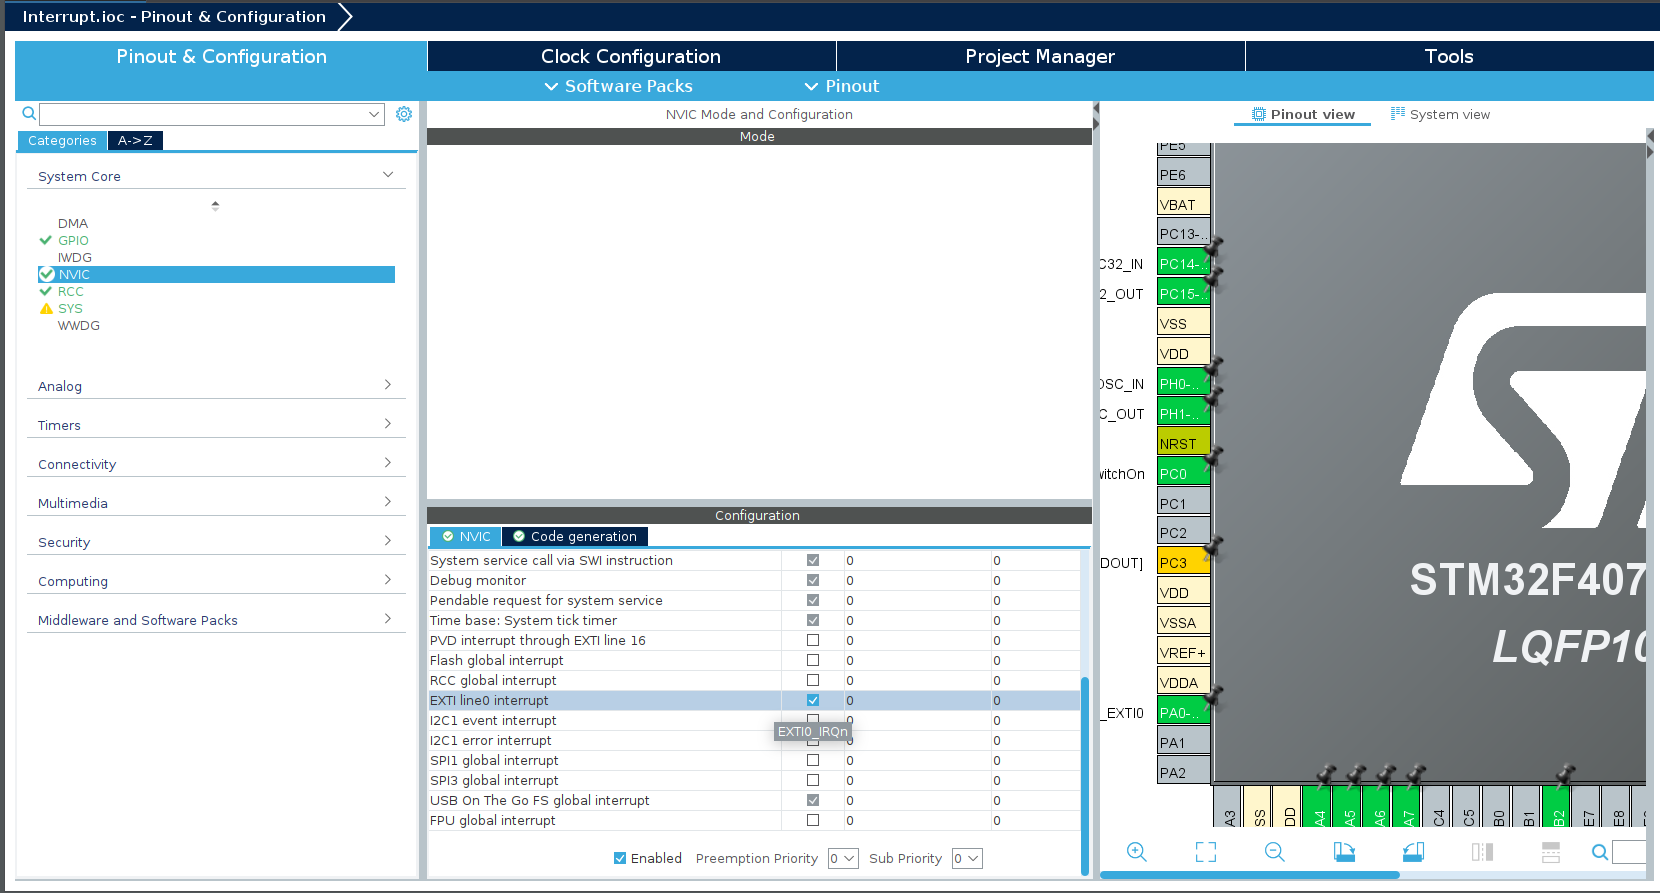 Interrupt.ioc - Pinout & Configuration
Pinout & Configuration
Clock Configuration
Project Manager
Tools
Software Packs
Pinout
Categories
A->Z
System Core
DMA
GPIO
IWDG
NVIC
RCC
SYS
WWDG
Analog
Timers
Connectivity
Multimedia
Security
Computing
Middleware and Software Packs
NVIC Mode and Configuration
Mode
Configuration
NVIC
Code generation
System service call via SWI instruction 0 0
Debug monitor 0 0
Pendable request for system service 0 0
Time base: System tick timer 0 0
PVD interrupt through EXTI line 16 0 0
Flash global interrupt 0 0
RCC global interrupt 0 0
EXTI line0 interrupt 0 0
I2C1 event interrupt 0 0
EXTI0_IRQn
I2C1 error interrupt 0 0
SPI1 global interrupt 0 0
SPI3 global interrupt 0 0
USB On The Go FS global interrupt 0 0
FPU global interrupt 0 0
Enabled Preemption Priority 0 Sub Priority 0
Pinout view
System view
PE5
PE6
VBAT
PC13-..
C32_IN PC14-..
2_OUT PC15-..
VSS
VDD
OSC_IN PH0-..
C_OUT PH1-..
NRST
witchOn PC0
PC1
PC2
DOUT] PC3
VDD
VSSA
VREF+
VDDA
_EXTI0 PA0-..
PA1
PA2
STM32F407
LQFP10
A3
SS
DD
A4
A5
A6
A7
C4
C5
B0
B1
B2
E7
E8